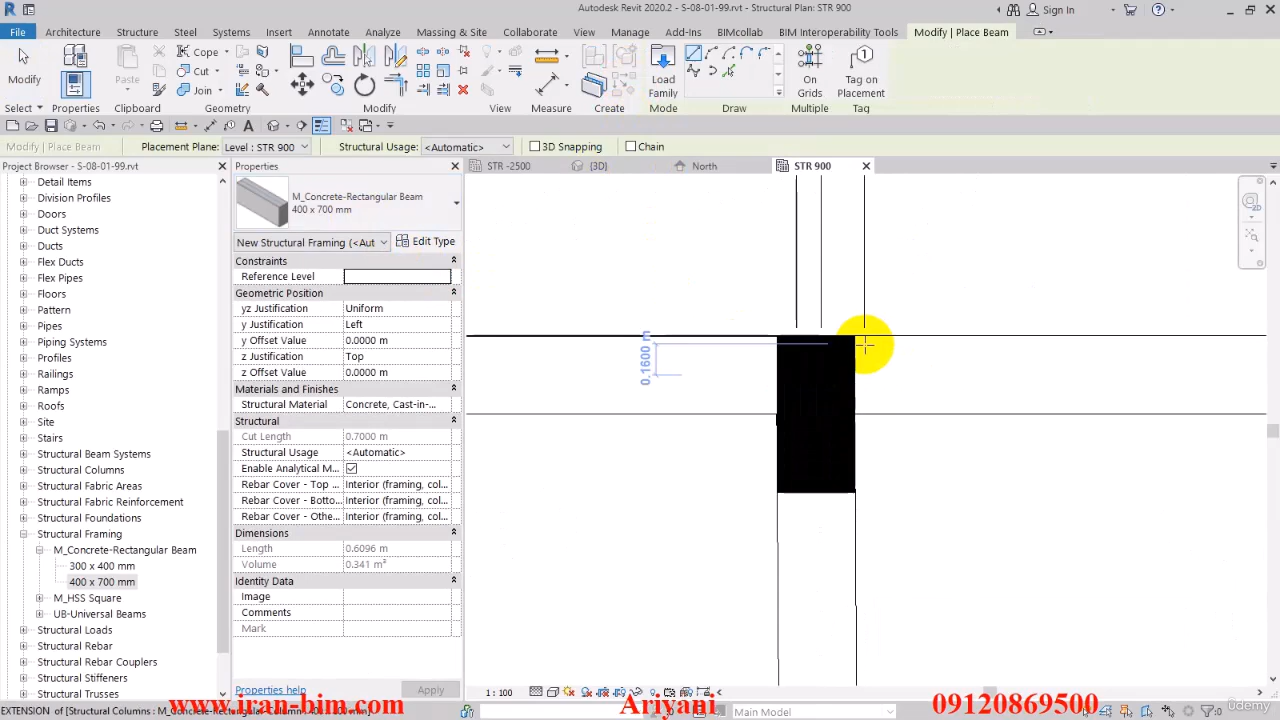 Autodesk Revit 2020.2 - S-08-01-99.rvt - Structural Plan: STR 900
Sign In
File Architecture Structure Steel Systems Insert Annotate Analyze Massing & Site Collaborate View Manage Add-Ins BIMcollab BIM Interoperability Tools Modify | Place Beam
Modify
Paste
Cope
Cut
Join
Load
Family
On
Grids
Tag on
Placement
Select Properties Clipboard Geometry Modify View Measure Create Mode Draw Multiple Tag
Modify | Place Beam Placement Plane: Level : STR 900 Structural Usage: <Automatic> 3D Snapping Chain
Project Browser - S-08-01-99.rvt
Detail Items
Division Profiles
Doors
Duct Systems
Ducts
Flex Ducts
Flex Pipes
Floors
Pattern
Pipes
Piping Systems
Profiles
Railings
Ramps
Roofs
Site
Stairs
Structural Beam Systems
Structural Columns
Structural Fabric Areas
Structural Fabric Reinforcement
Structural Foundations
Structural Framing
M_Concrete-Rectangular Beam
300 x 400 mm
400 x 700 mm
M_HSS Square
UB-Universal Beams
Structural Loads
Structural Rebar
Structural Rebar Couplers
Structural Stiffeners
Structural Trusses
Properties
M_Concrete-Rectangular Beam
400 x 700 mm
New Structural Framing (<Aut Edit Type
Constraints
Reference Level
Geometric Position
yz Justification Uniform
y Justification Left
y Offset Value 0.0000 m
z Justification Top
z Offset Value 0.0000 m
Materials and Finishes
Structural Material Concrete, Cast-in-...
Structural
Cut Length 0.7000 m
Structural Usage <Automatic>
Enable Analytical M...
Rebar Cover - Top ... Interior (framing, col...
Rebar Cover - Botto... Interior (framing, col...
Rebar Cover - Othe... Interior (framing, col...
Dimensions
Length 0.6096 m
Volume 0.341 m³
Identity Data
Image
Comments
Mark
Properties help Apply
STR -2500 {3D} North STR 900
0.1600 m
1 : 100
www.iran-bim.com Ariyani 09120869500
Main Model
:0
Udemy